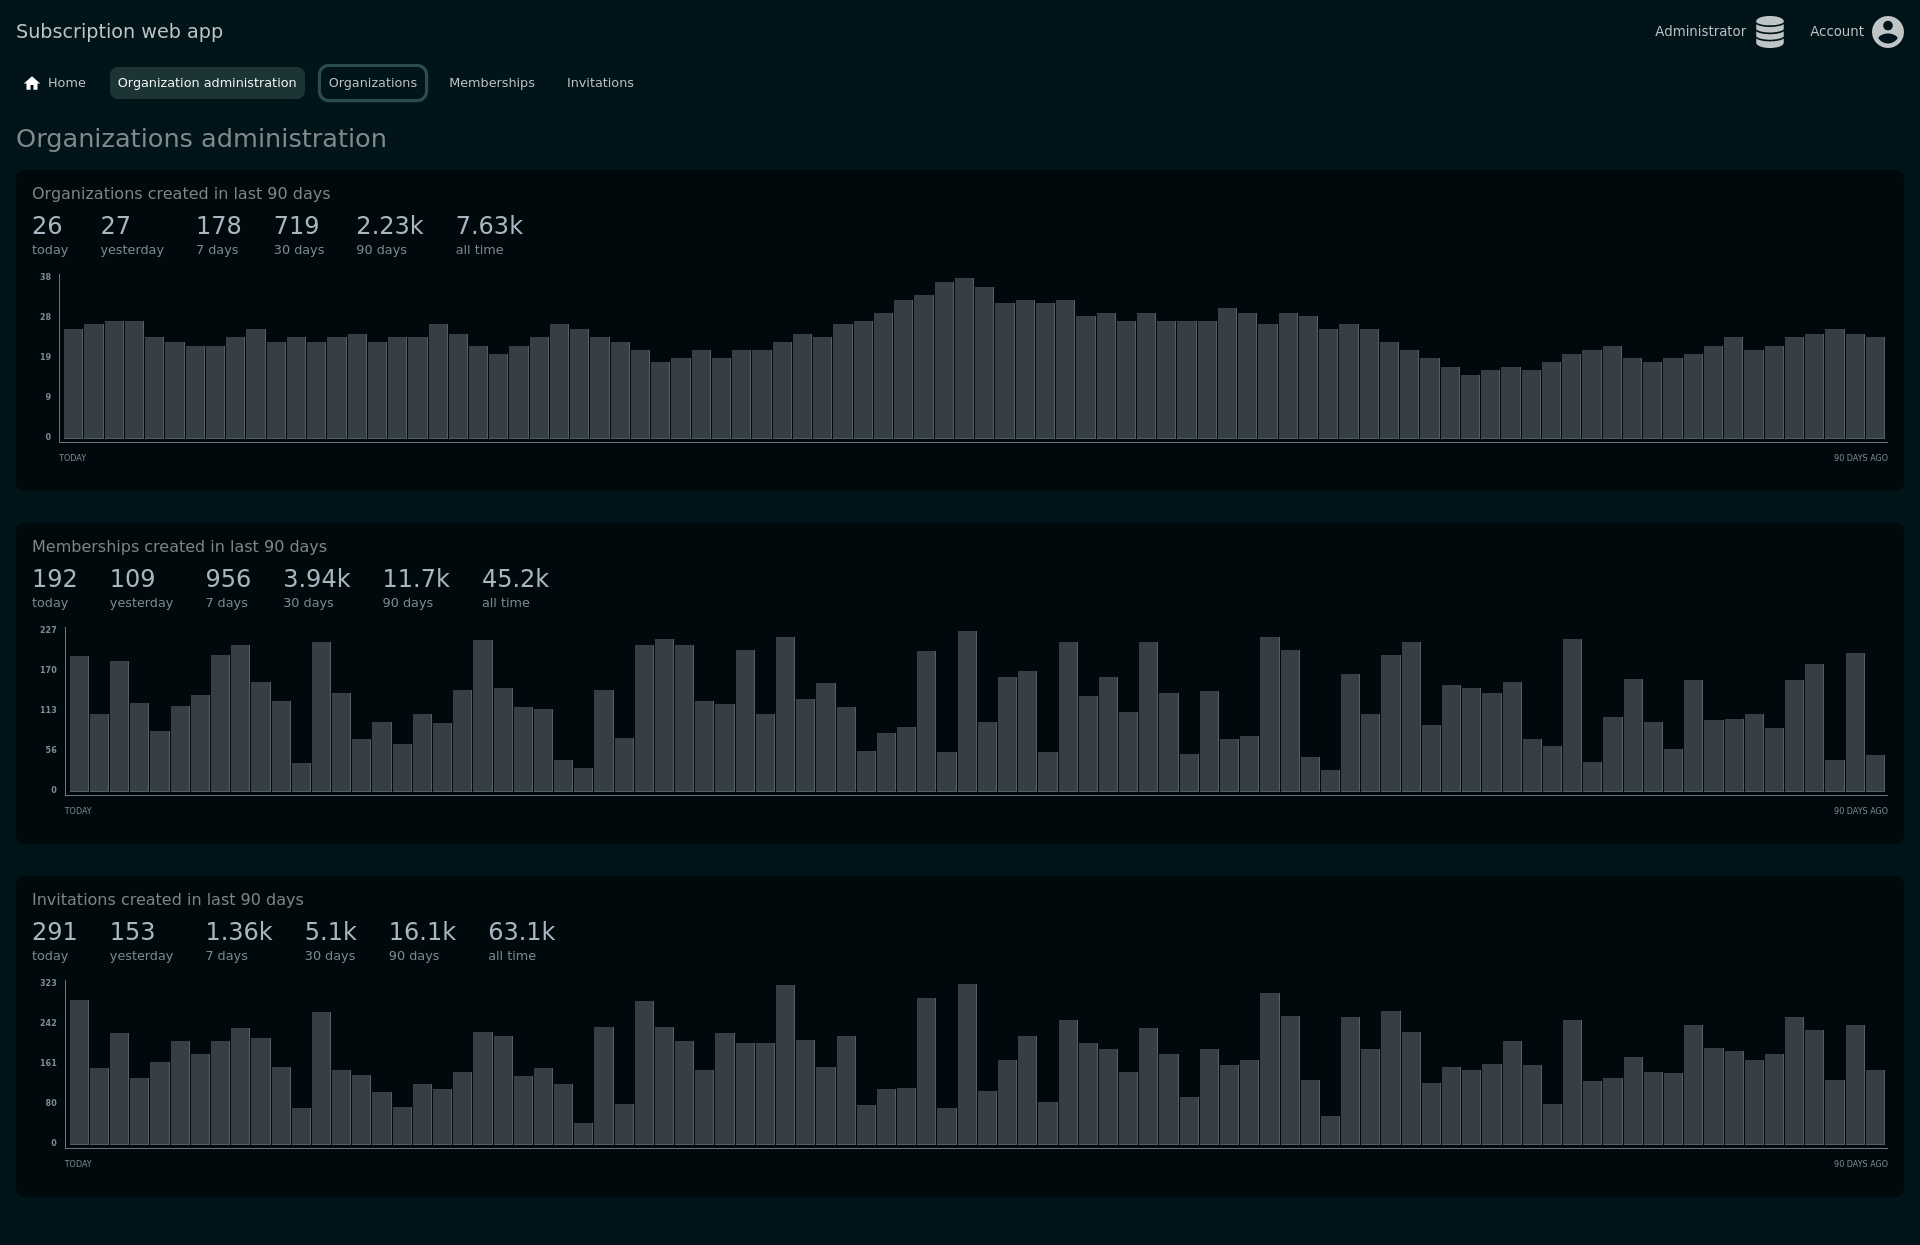 Subscription web app
Administrator
Account
Home
Organization administration
Organizations
Memberships
Invitations
Organizations administration
Organizations created in last 90 days
26 27 178 719 2.23k 7.63k
today yesterday 7 days 30 days 90 days all time
38
28
19
9
0
TODAY 90 DAYS AGO
Memberships created in last 90 days
192 109 956 3.94k 11.7k 45.2k
today yesterday 7 days 30 days 90 days all time
227
170
113
56
0
TODAY 90 DAYS AGO
Invitations created in last 90 days
291 153 1.36k 5.1k 16.1k 63.1k
today yesterday 7 days 30 days 90 days all time
323
242
161
80
0
TODAY 90 DAYS AGO